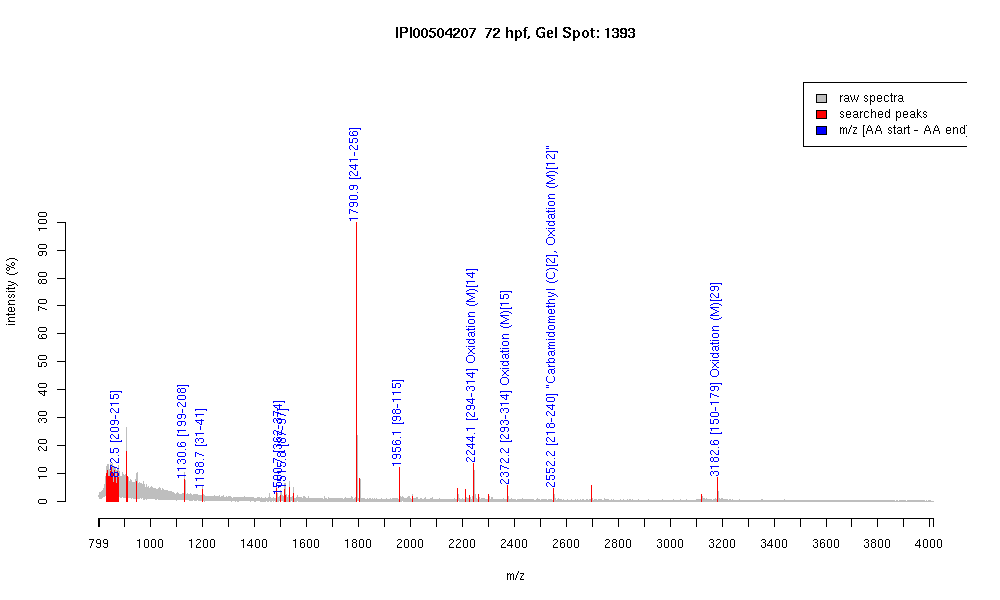 IPI00504207 72 hpf, Gel Spot: 1393
raw spectra
searched peaks
m/z [AA start - AA end]
intensity (%)
0 10 20 30 40 50 60 70 80 90 100
872.5 [209-215]
1130.6 [199-208]
1198.7 [31-41]
1790.9 [241-256]
1956.1 [98-115]
2244.1 [294-314] Oxidation (M)[14]
2372.2 [293-314] Oxidation (M)[15]
2552.2 [218-240] "Carbamidomethyl (C)[2], Oxidation (M)[12]"
3182.6 [150-179] Oxidation (M)[29]
799 1000 1200 1400 1600 1800 2000 2200 2400 2600 2800 3000 3200 3400 3600 3800 4000
m/z